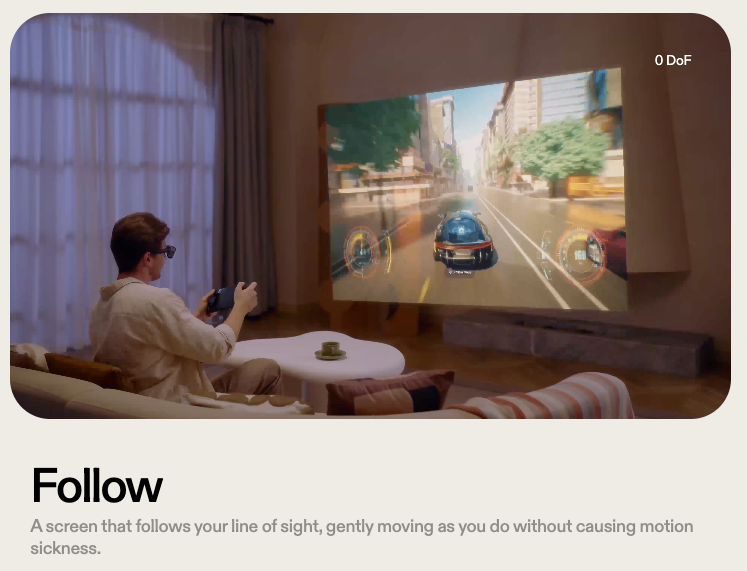 0 DoF
Follow
A screen that follows your line of sight, gently moving as you do without causing motion
sickness.